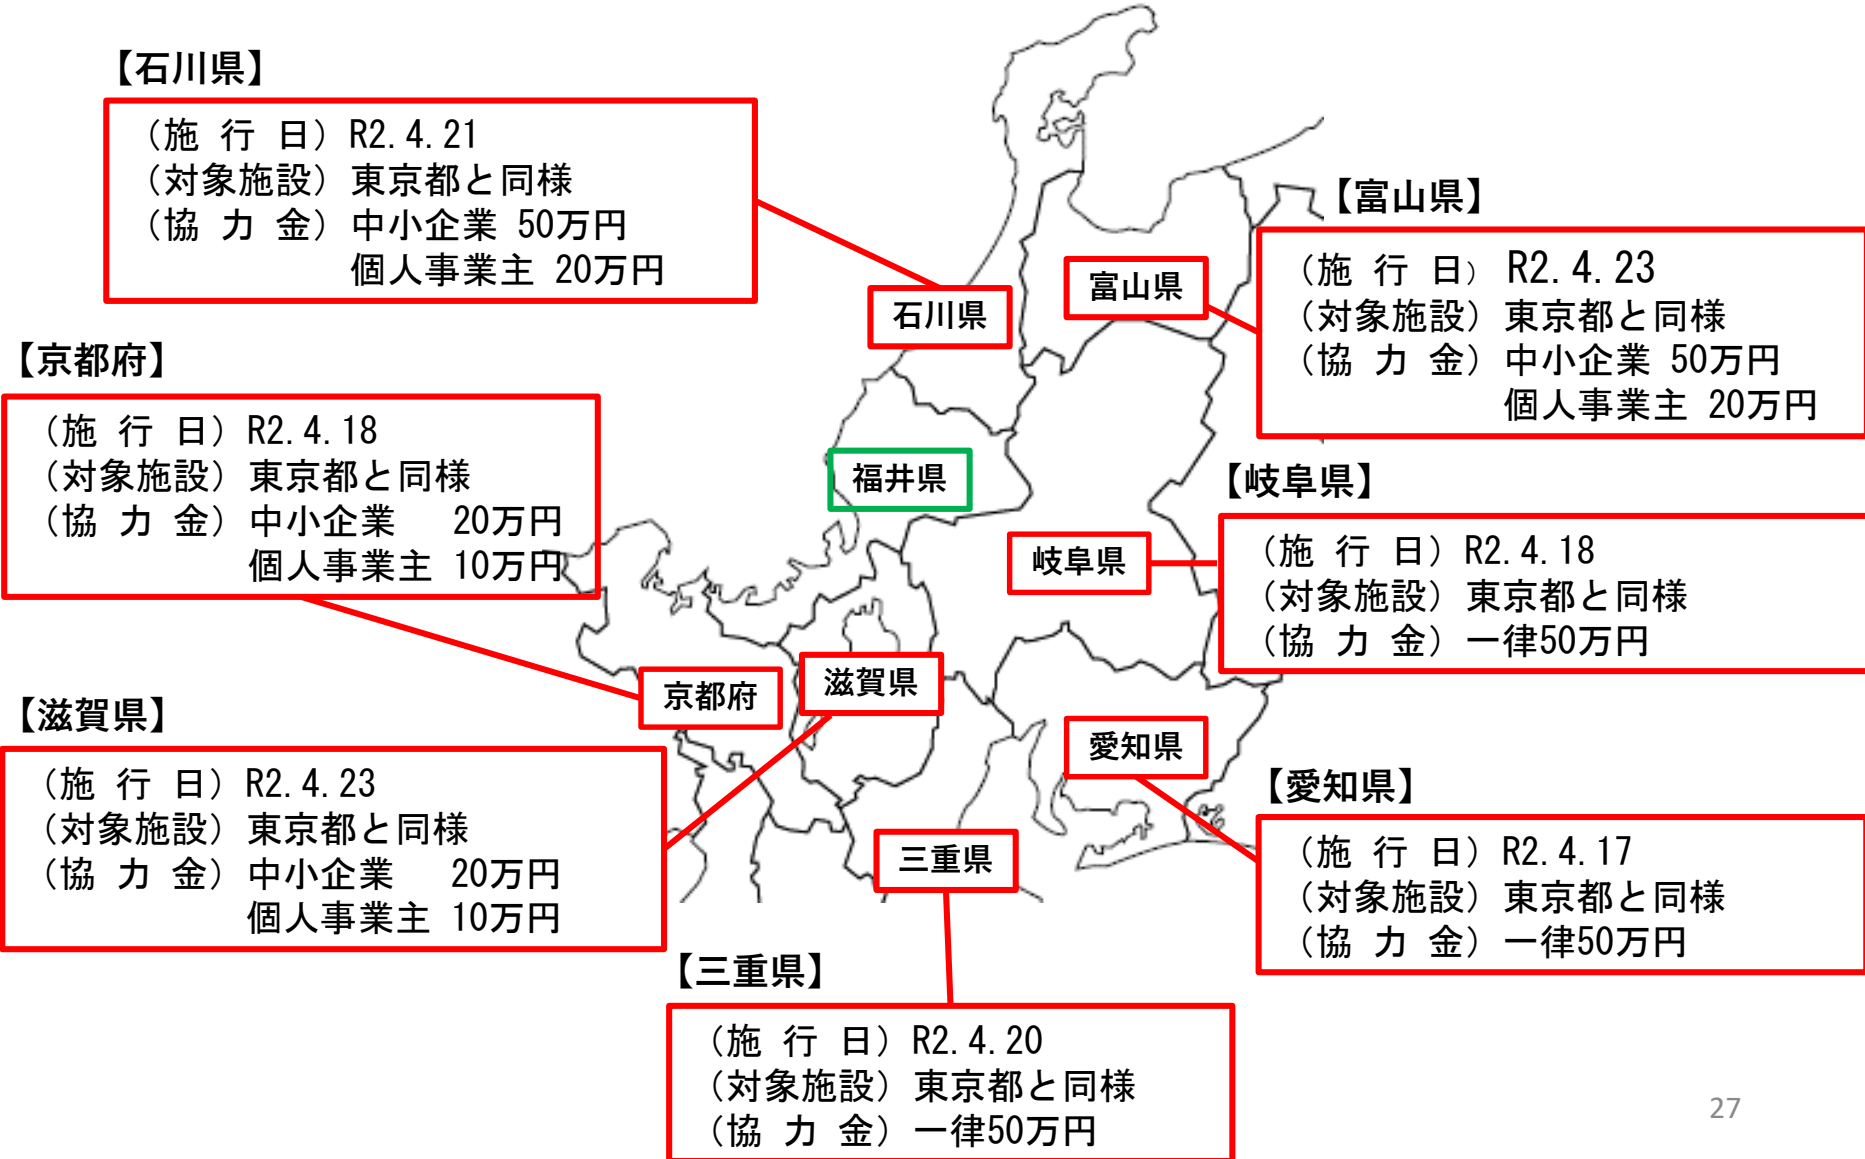 【石川県】
（施 行 日）R2.4.21
（対象施設）東京都と同様
（協 力 金）中小企業 50万円
個人事業主 20万円
【富山県】
（施 行 日）R2.4.23
（対象施設）東京都と同様
（協 力 金）中小企業 50万円
個人事業主 20万円
富山県
石川県
【京都府】
（施 行 日）R2.4.18
（対象施設）東京都と同様
（協 力 金）中小企業 20万円
個人事業主 10万円
福井県
【岐阜県】
（施 行 日）R2.4.18
（対象施設）東京都と同様
（協 力 金）一律50万円
岐阜県
滋賀県
京都府
愛知県
三重県
【滋賀県】
（施 行 日）R2.4.23
（対象施設）東京都と同様
（協 力 金）中小企業 20万円
個人事業主 10万円
【愛知県】
（施 行 日）R2.4.17
（対象施設）東京都と同様
（協 力 金）一律50万円
【三重県】
（施 行 日）R2.4.20
（対象施設）東京都と同様
（協 力 金）一律50万円
27